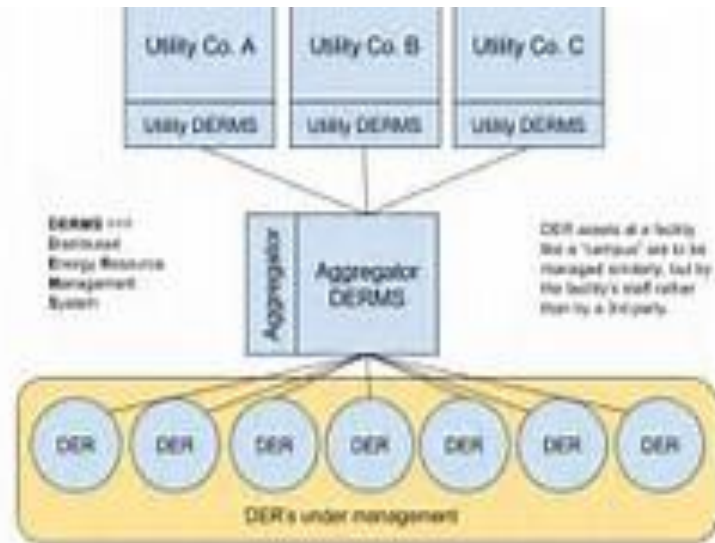 Utility Co. A
Utility Co. B
Utility Co. C
Utility DERMS
Utility DERMS
Utility DERMS
DERMS ===
Distributed
Energy Resource
Management
System
Aggregator
Aggregator
DERMS
DER assets at a facility
like a "campus" are to be
managed similarly, but by
the facility's staff rather
than by a 3rd party.
DER
DER
DER
DER
DER
DER
DER
DER's under management